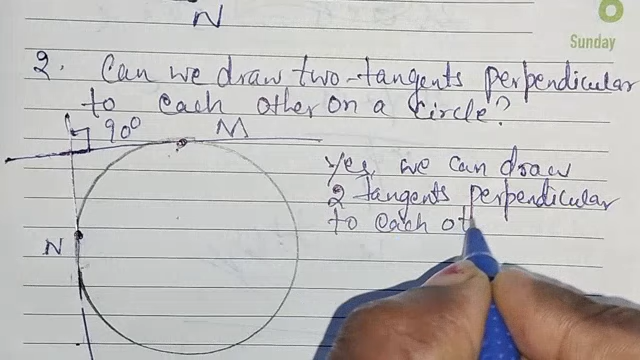 N
Sunday
2. Can we draw two tangents perpendicular
to each other on a circle?
90°
M
N
Yes, we can draw
2 tangents perpendicular
to each ot